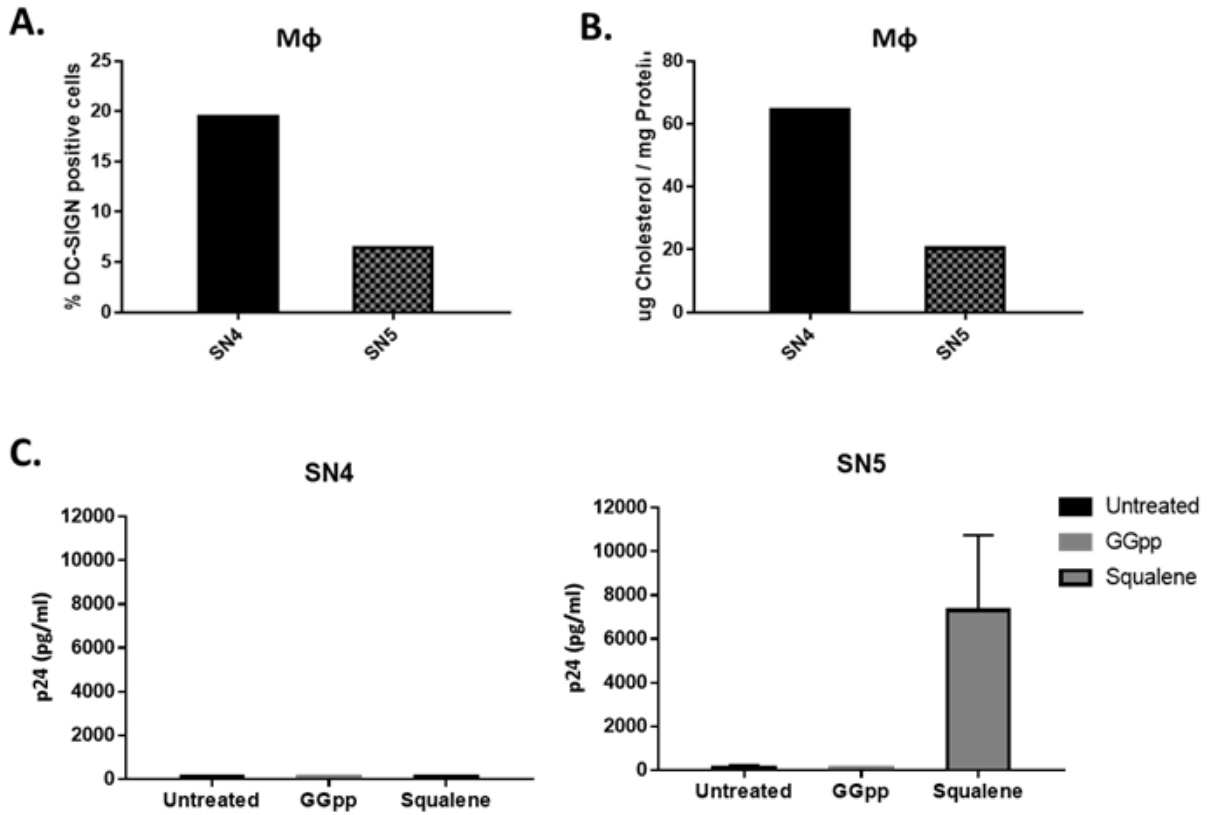 A.
Mϕ
% DC-SIGN positive cells
25
20
15
10
5
0
SN4
SN5
B.
Mϕ
ug Cholesterol / mg Protein
80
60
40
20
0
SN4
SN5
C.
SN4
p24 (pg/ml)
12000
10000
8000
6000
4000
2000
0
Untreated
GGpp
Squalene
SN5
p24 (pg/ml)
12000
10000
8000
6000
4000
2000
0
Untreated
GGpp
Squalene
Untreated
GGpp
Squalene